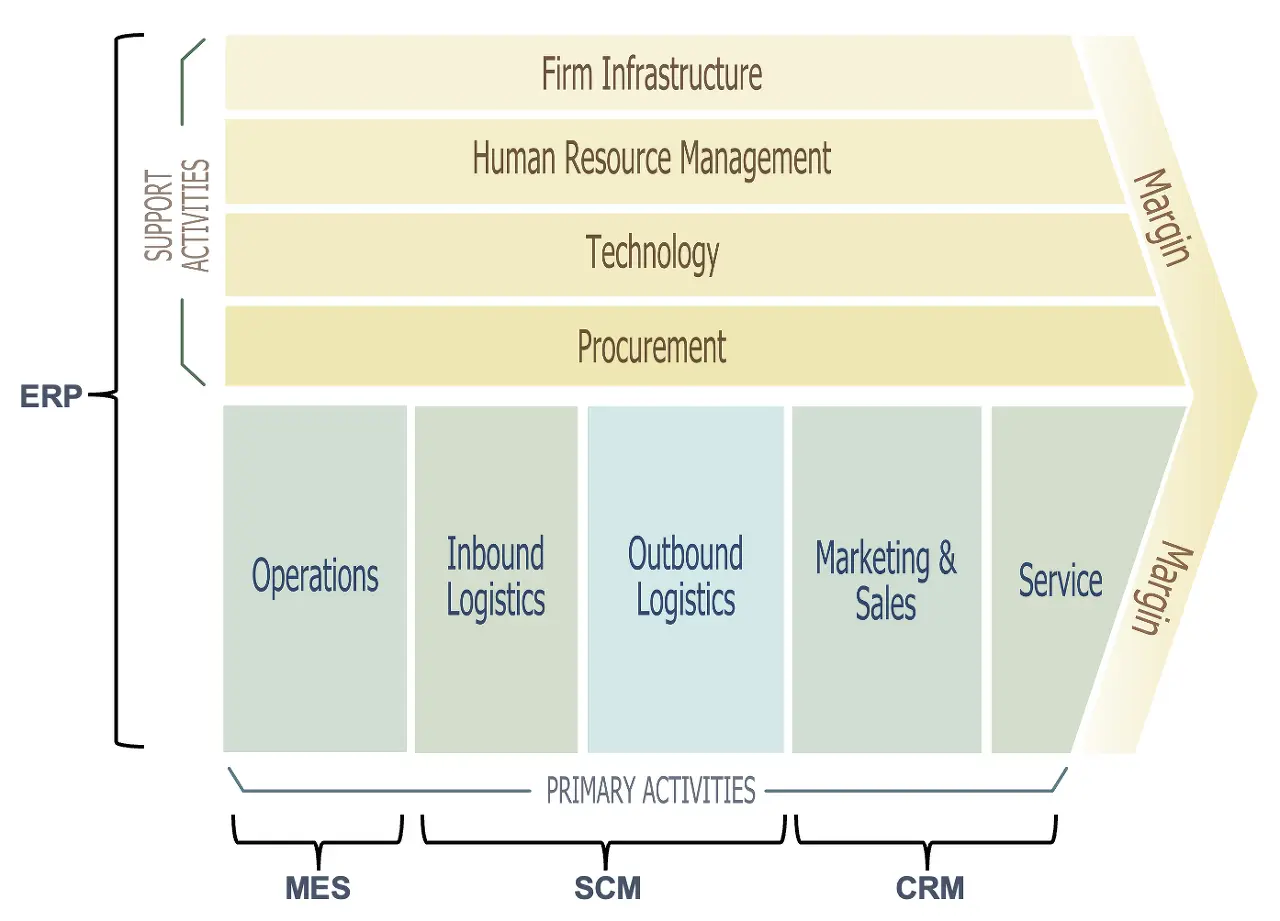 Firm Infrastructure
Human Resource Management
Technology
Procurement
SUPPORT
ACTIVITIES
Margin
ERP
Operations
Inbound
Logistics
Outbound
Logistics
Marketing &
Sales
Service
Margin
PRIMARY ACTIVITIES
MES
SCM
CRM